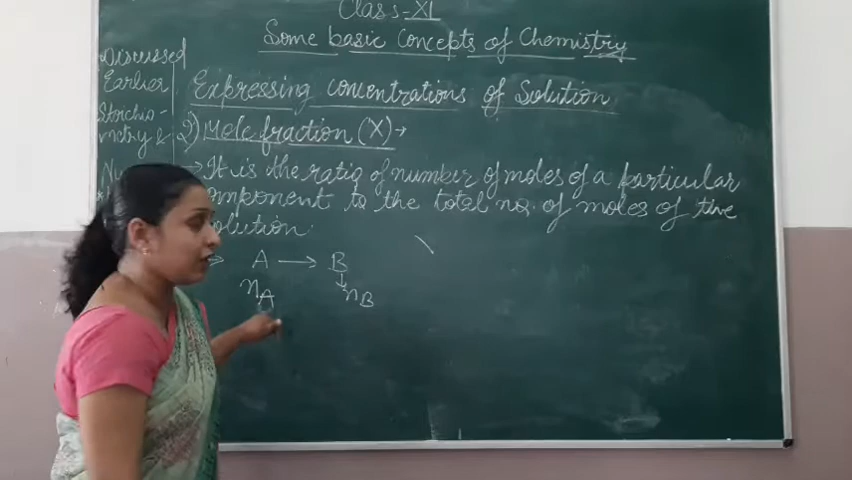 Class-XI
Some basic Concepts of Chemistry
Discussed
Earlier
Stoichio-
metry &
Expressing concentrations of Solution
2) Mole fraction (X) →
→ It is the ratio of number of moles of a particular
component to the total no. of moles of the
solution.
→ A → B
nA nB